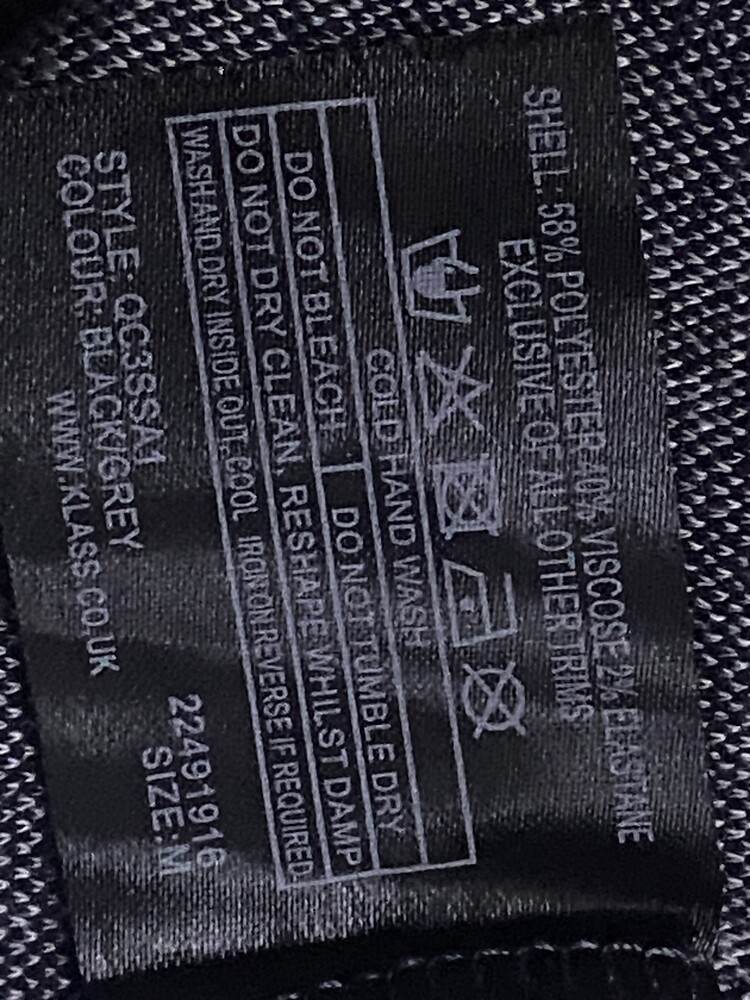 SHELL: 58% POLYESTER 40% VISCOSE 2% ELASTANE
EXCLUSIVE OF ALL OTHER TRIMS
COLD HAND WASH
DO NOT BLEACH
DO NOT TUMBLE DRY
DO NOT DRY CLEAN, RESHAPE WHILST DAMP
WASH AND DRY INSIDE OUT, COOL IRON ON REVERSE IF REQUIRED
22491916
SIZE: M
STYLE: QC3SSA1
COLOUR: BLACK/GREY
WWW.KLASS.CO.UK